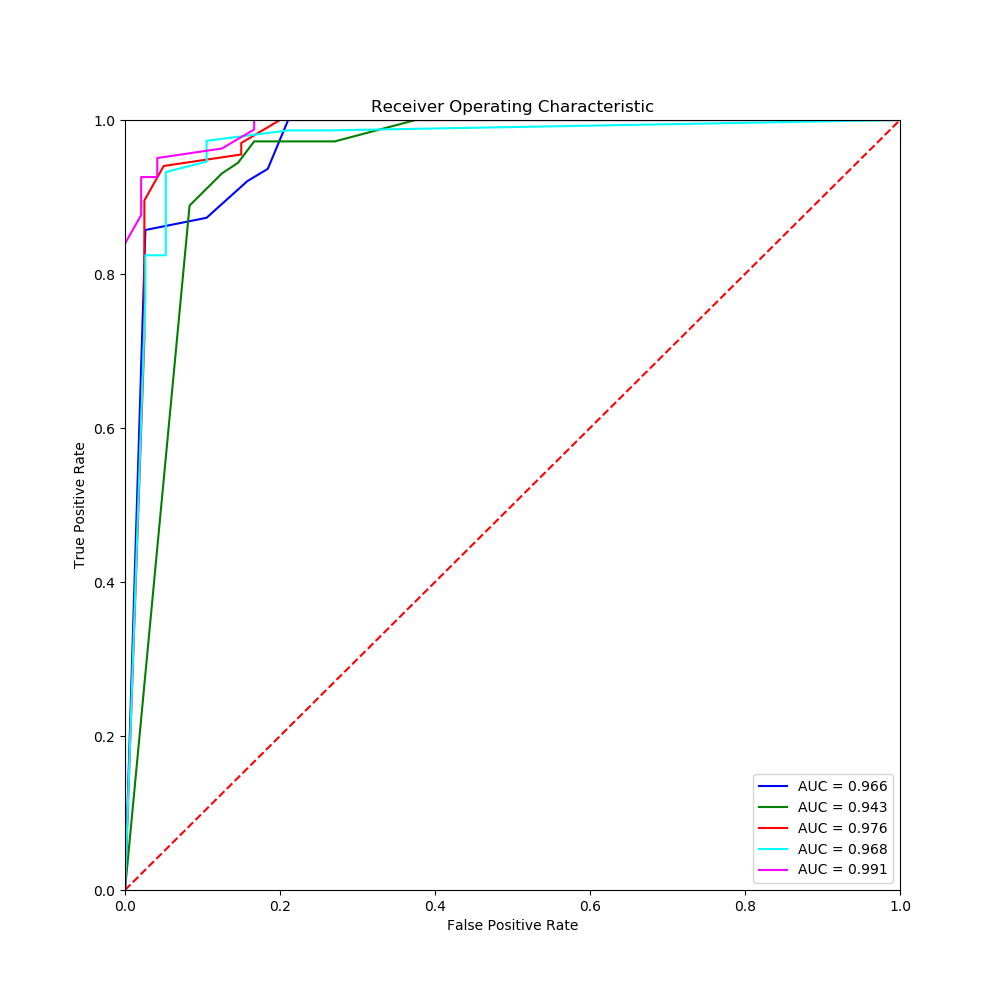 Receiver Operating Characteristic
1.0
0.8
0.6
0.4
0.2
0.0
True Positive Rate
0.0 0.2 0.4 0.6 0.8 1.0
False Positive Rate
AUC = 0.966
AUC = 0.943
AUC = 0.976
AUC = 0.968
AUC = 0.991